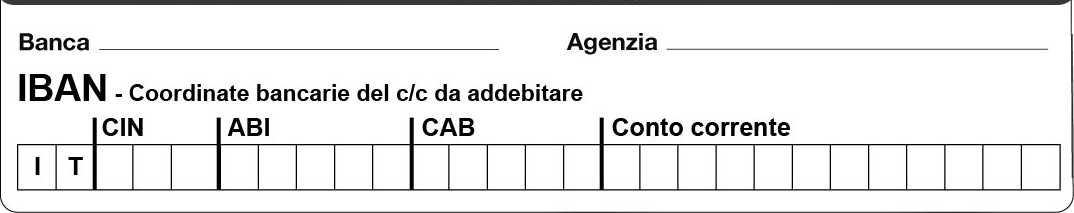 Banca Agenzia
IBAN - Coordinate bancarie del c/c da addebitare
CIN ABI CAB Conto corrente
I T